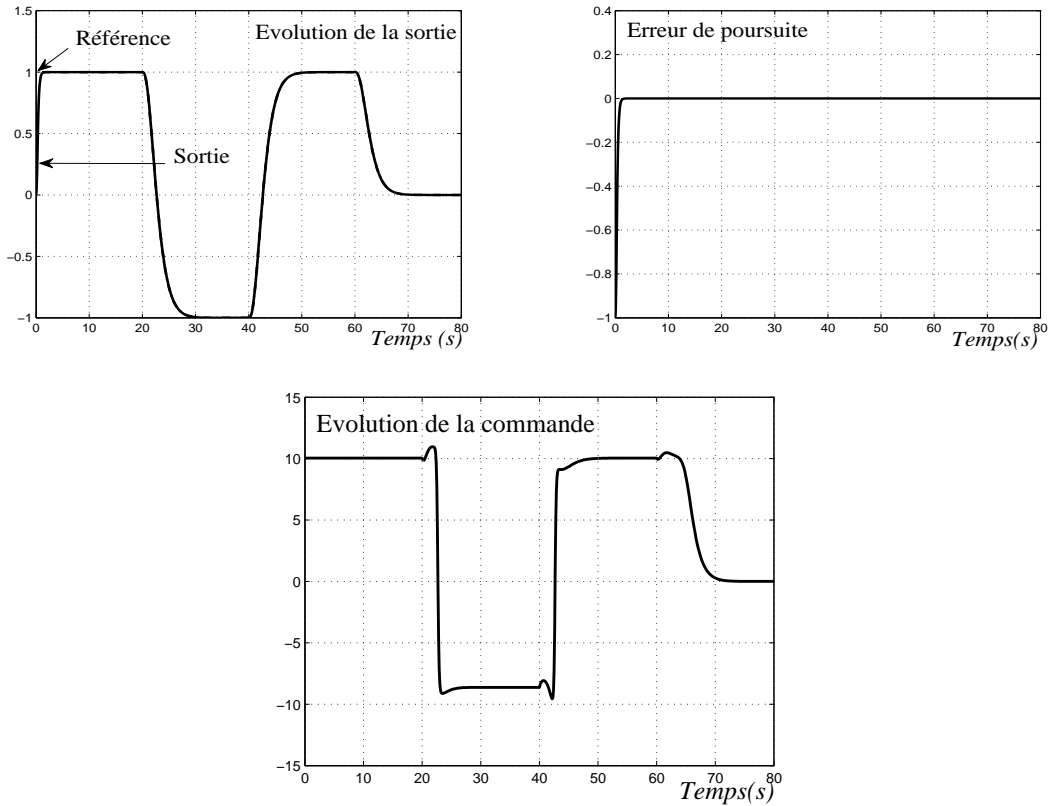 Evolution de la sortie
Référence
Sortie
1.5
1
0.5
0
−0.5
−1
0 10 20 30 40 50 60 70 80
Temps (s)
Erreur de poursuite
0.4
0.2
0
−0.2
−0.4
−0.6
−0.8
−1
0 10 20 30 40 50 60 70 80
Temps(s)
Evolution de la commande
15
10
5
0
−5
−10
−15
0 10 20 30 40 50 60 70 80
Temps(s)